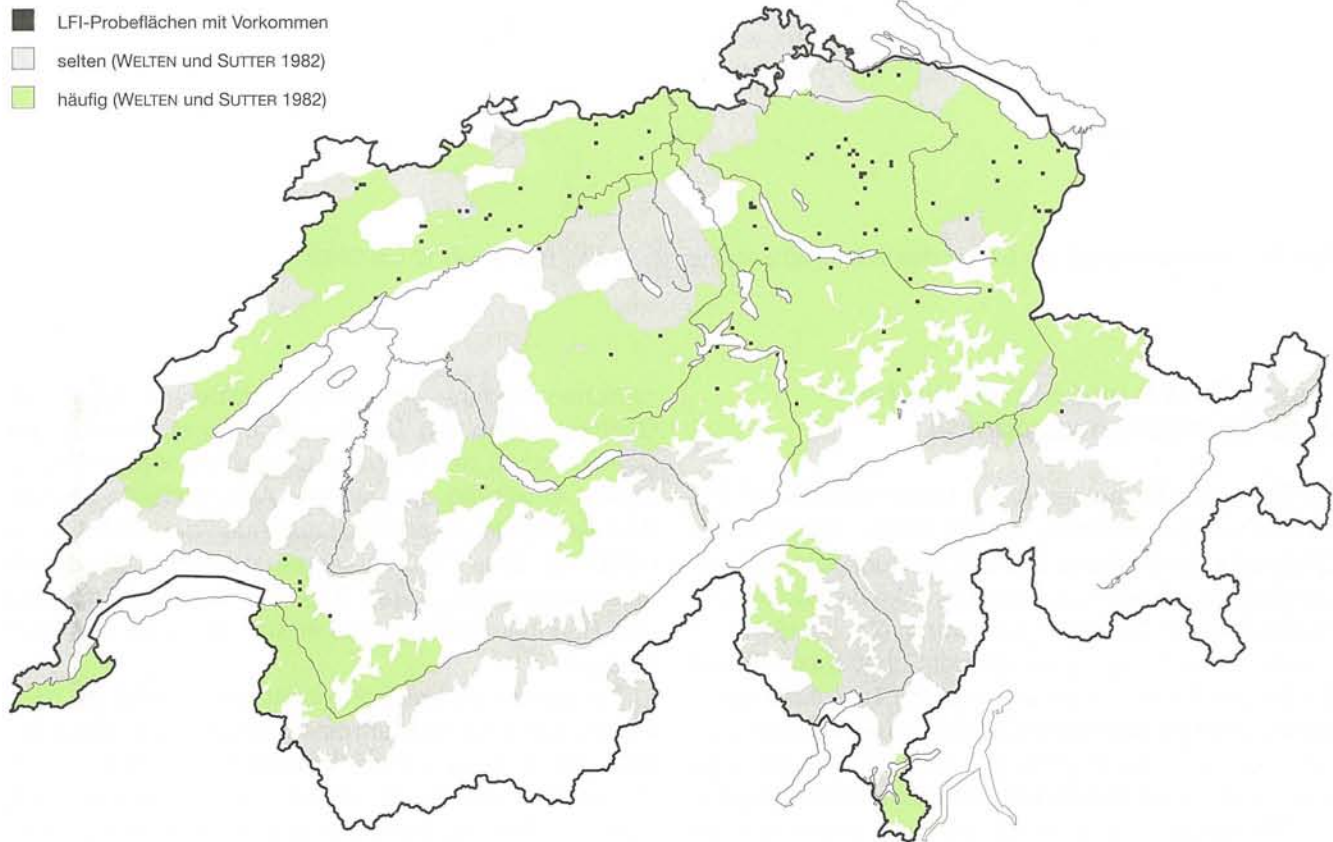 LFI-Probeflächen mit Vorkommen
selten (WELTEN und SUTTER 1982)
häufig (WELTEN und SUTTER 1982)